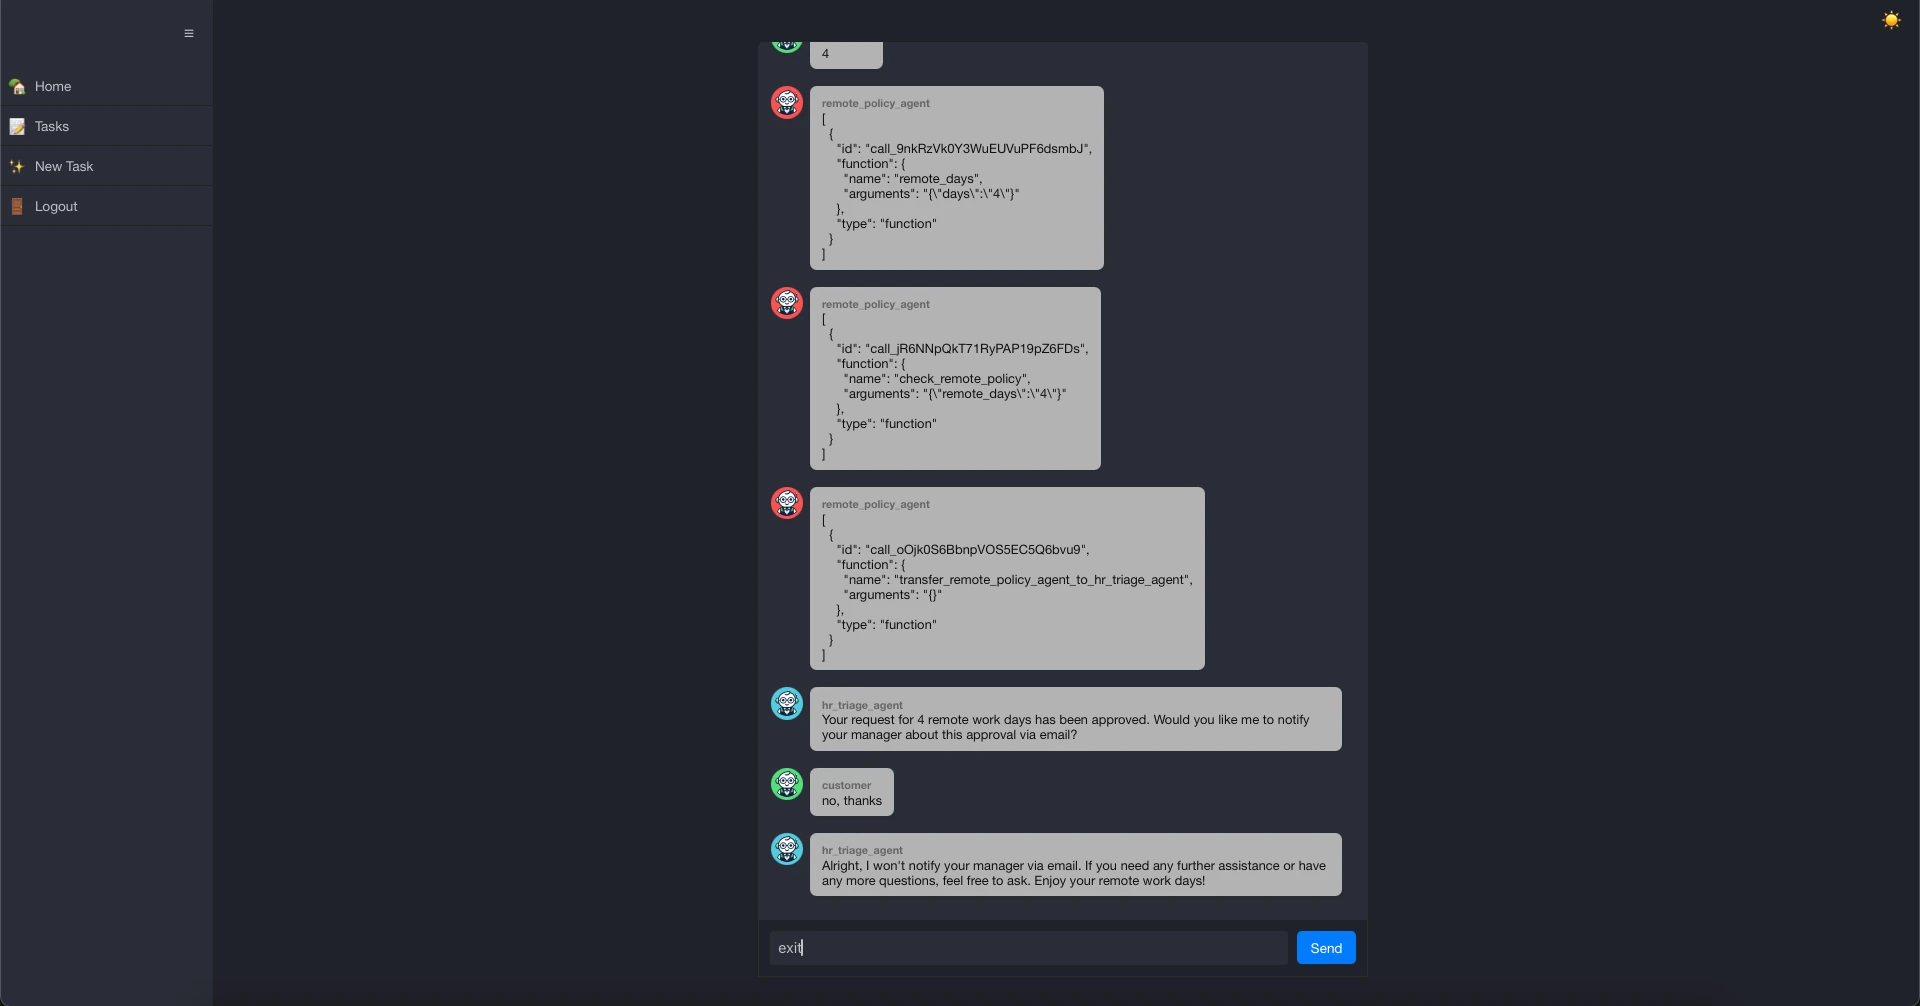 ≡
Home
Tasks
New Task
Logout
4
remote_policy_agent
[
{
"id": "call_9nkRzVk0Y3WuEUVuPF6dsmbJ",
"function": {
"name": "remote_days",
"arguments": "{\"days\":\"4\"}"
},
"type": "function"
}
]
remote_policy_agent
[
{
"id": "call_jR6NNpQkT71RyPAP19pZ6FDs",
"function": {
"name": "check_remote_policy",
"arguments": "{\"remote_days\":\"4\"}"
},
"type": "function"
}
]
remote_policy_agent
[
{
"id": "call_oOjk0S6BbnpVOS5EC5Q6bvu9",
"function": {
"name": "transfer_remote_policy_agent_to_hr_triage_agent",
"arguments": "{}"
},
"type": "function"
}
]
hr_triage_agent
Your request for 4 remote work days has been approved. Would you like me to notify
your manager about this approval via email?
customer
no, thanks
hr_triage_agent
Alright, I won't notify your manager via email. If you need any further assistance or have
any more questions, feel free to ask. Enjoy your remote work days!
exit
Send